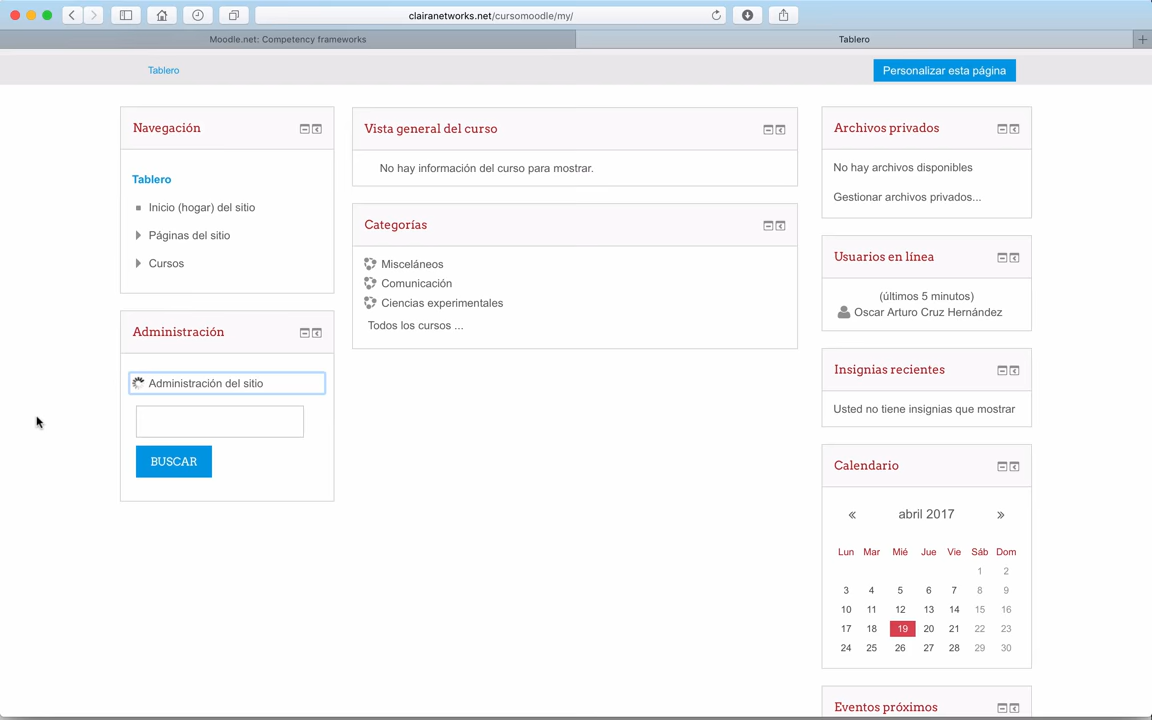 clairanetworks.net/cursomoodle/my/
Moodle.net: Competency frameworks
Tablero
Tablero
Personalizar esta página
Navegación
Tablero
Inicio (hogar) del sitio
Páginas del sitio
Cursos
Administración
Administración del sitio
BUSCAR
Vista general del curso
No hay información del curso para mostrar.
Categorías
Misceláneos
Comunicación
Ciencias experimentales
Todos los cursos ...
Archivos privados
No hay archivos disponibles
Gestionar archivos privados...
Usuarios en línea
(últimos 5 minutos)
Oscar Arturo Cruz Hernández
Insignias recientes
Usted no tiene insignias que mostrar
Calendario
« abril 2017 »
Lun Mar Mié Jue Vie Sáb Dom
1 2
3 4 5 6 7 8 9
10 11 12 13 14 15 16
17 18 19 20 21 22 23
24 25 26 27 28 29 30
Eventos próximos